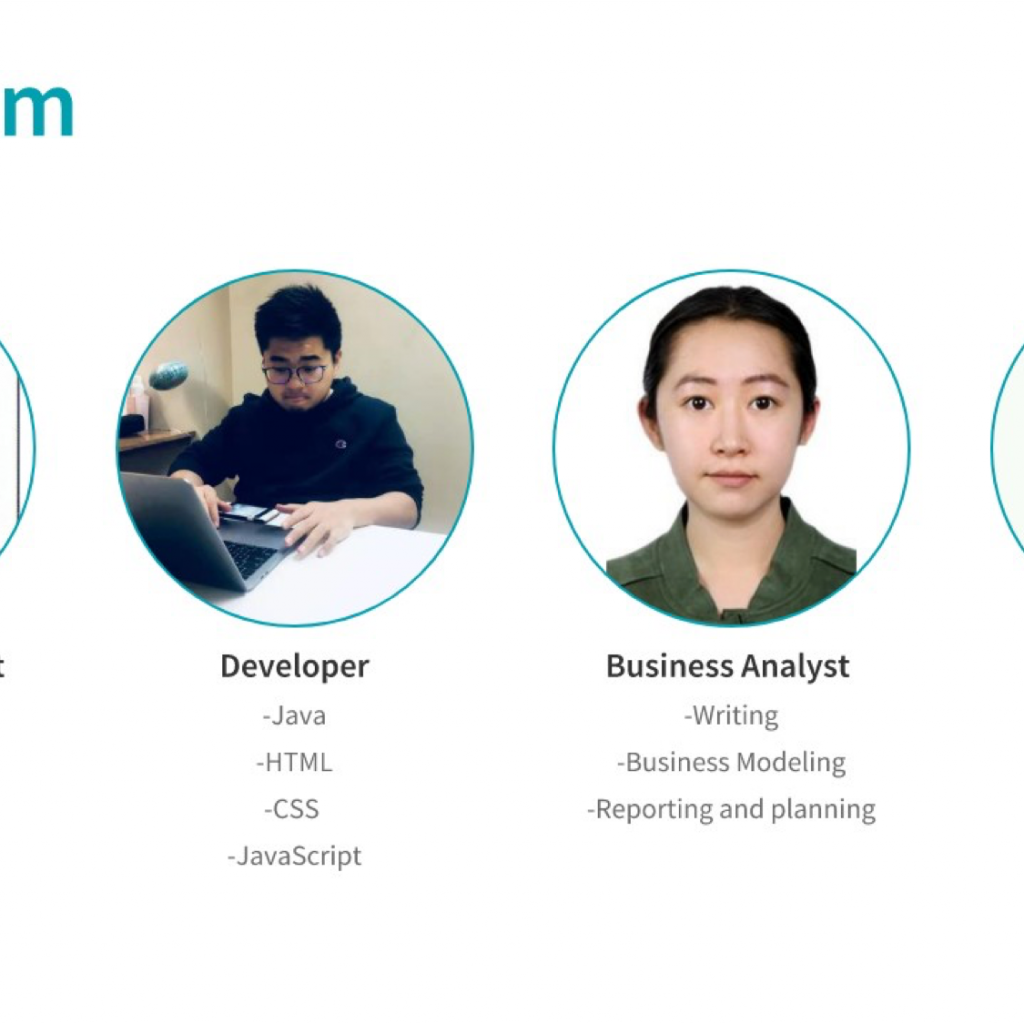 m
t
Developer
-Java
-HTML
-CSS
-JavaScript
Business Analyst
-Writing
-Business Modeling
-Reporting and planning